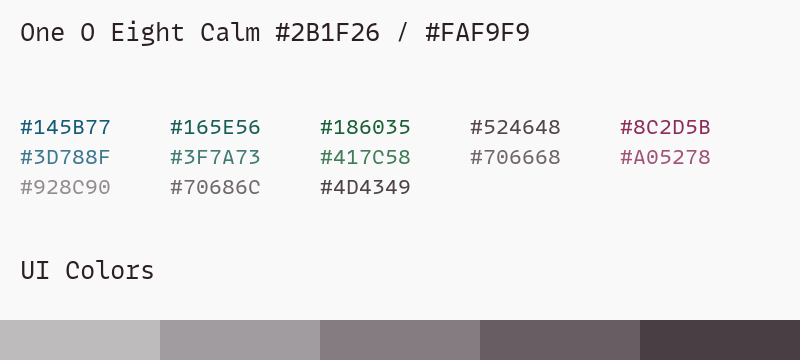 One O Eight Calm #2B1F26 / #FAF9F9
#145B77 #165E56 #186035 #524648 #8C2D5B
#3D788F #3F7A73 #417C58 #706668 #A05278
#928C90 #70686C #4D4349
UI Colors